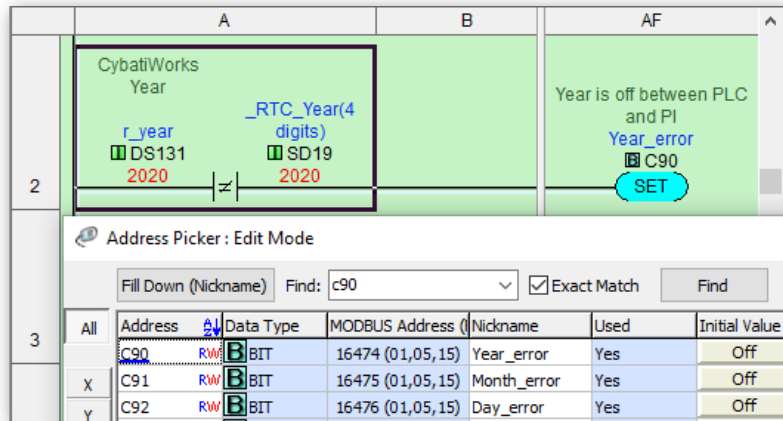 A B AF
CybatiWorks
Year
r_year
DS131
2020
≠
_RTC_Year(4
digits)
SD19
2020
Year is off between PLC
and PI
Year_error
B C90
SET
2
3
Address Picker : Edit Mode
Fill Down (Nickname) Find: c90 Exact Match Find
All Address Data Type MODBUS Address ( Nickname Used Initial Value
C90 RW B BIT 16474 (01,05,15) Year_error Yes Off
X C91 RW B BIT 16475 (01,05,15) Month_error Yes Off
Y C92 RW B BIT 16476 (01,05,15) Day_error Yes Off